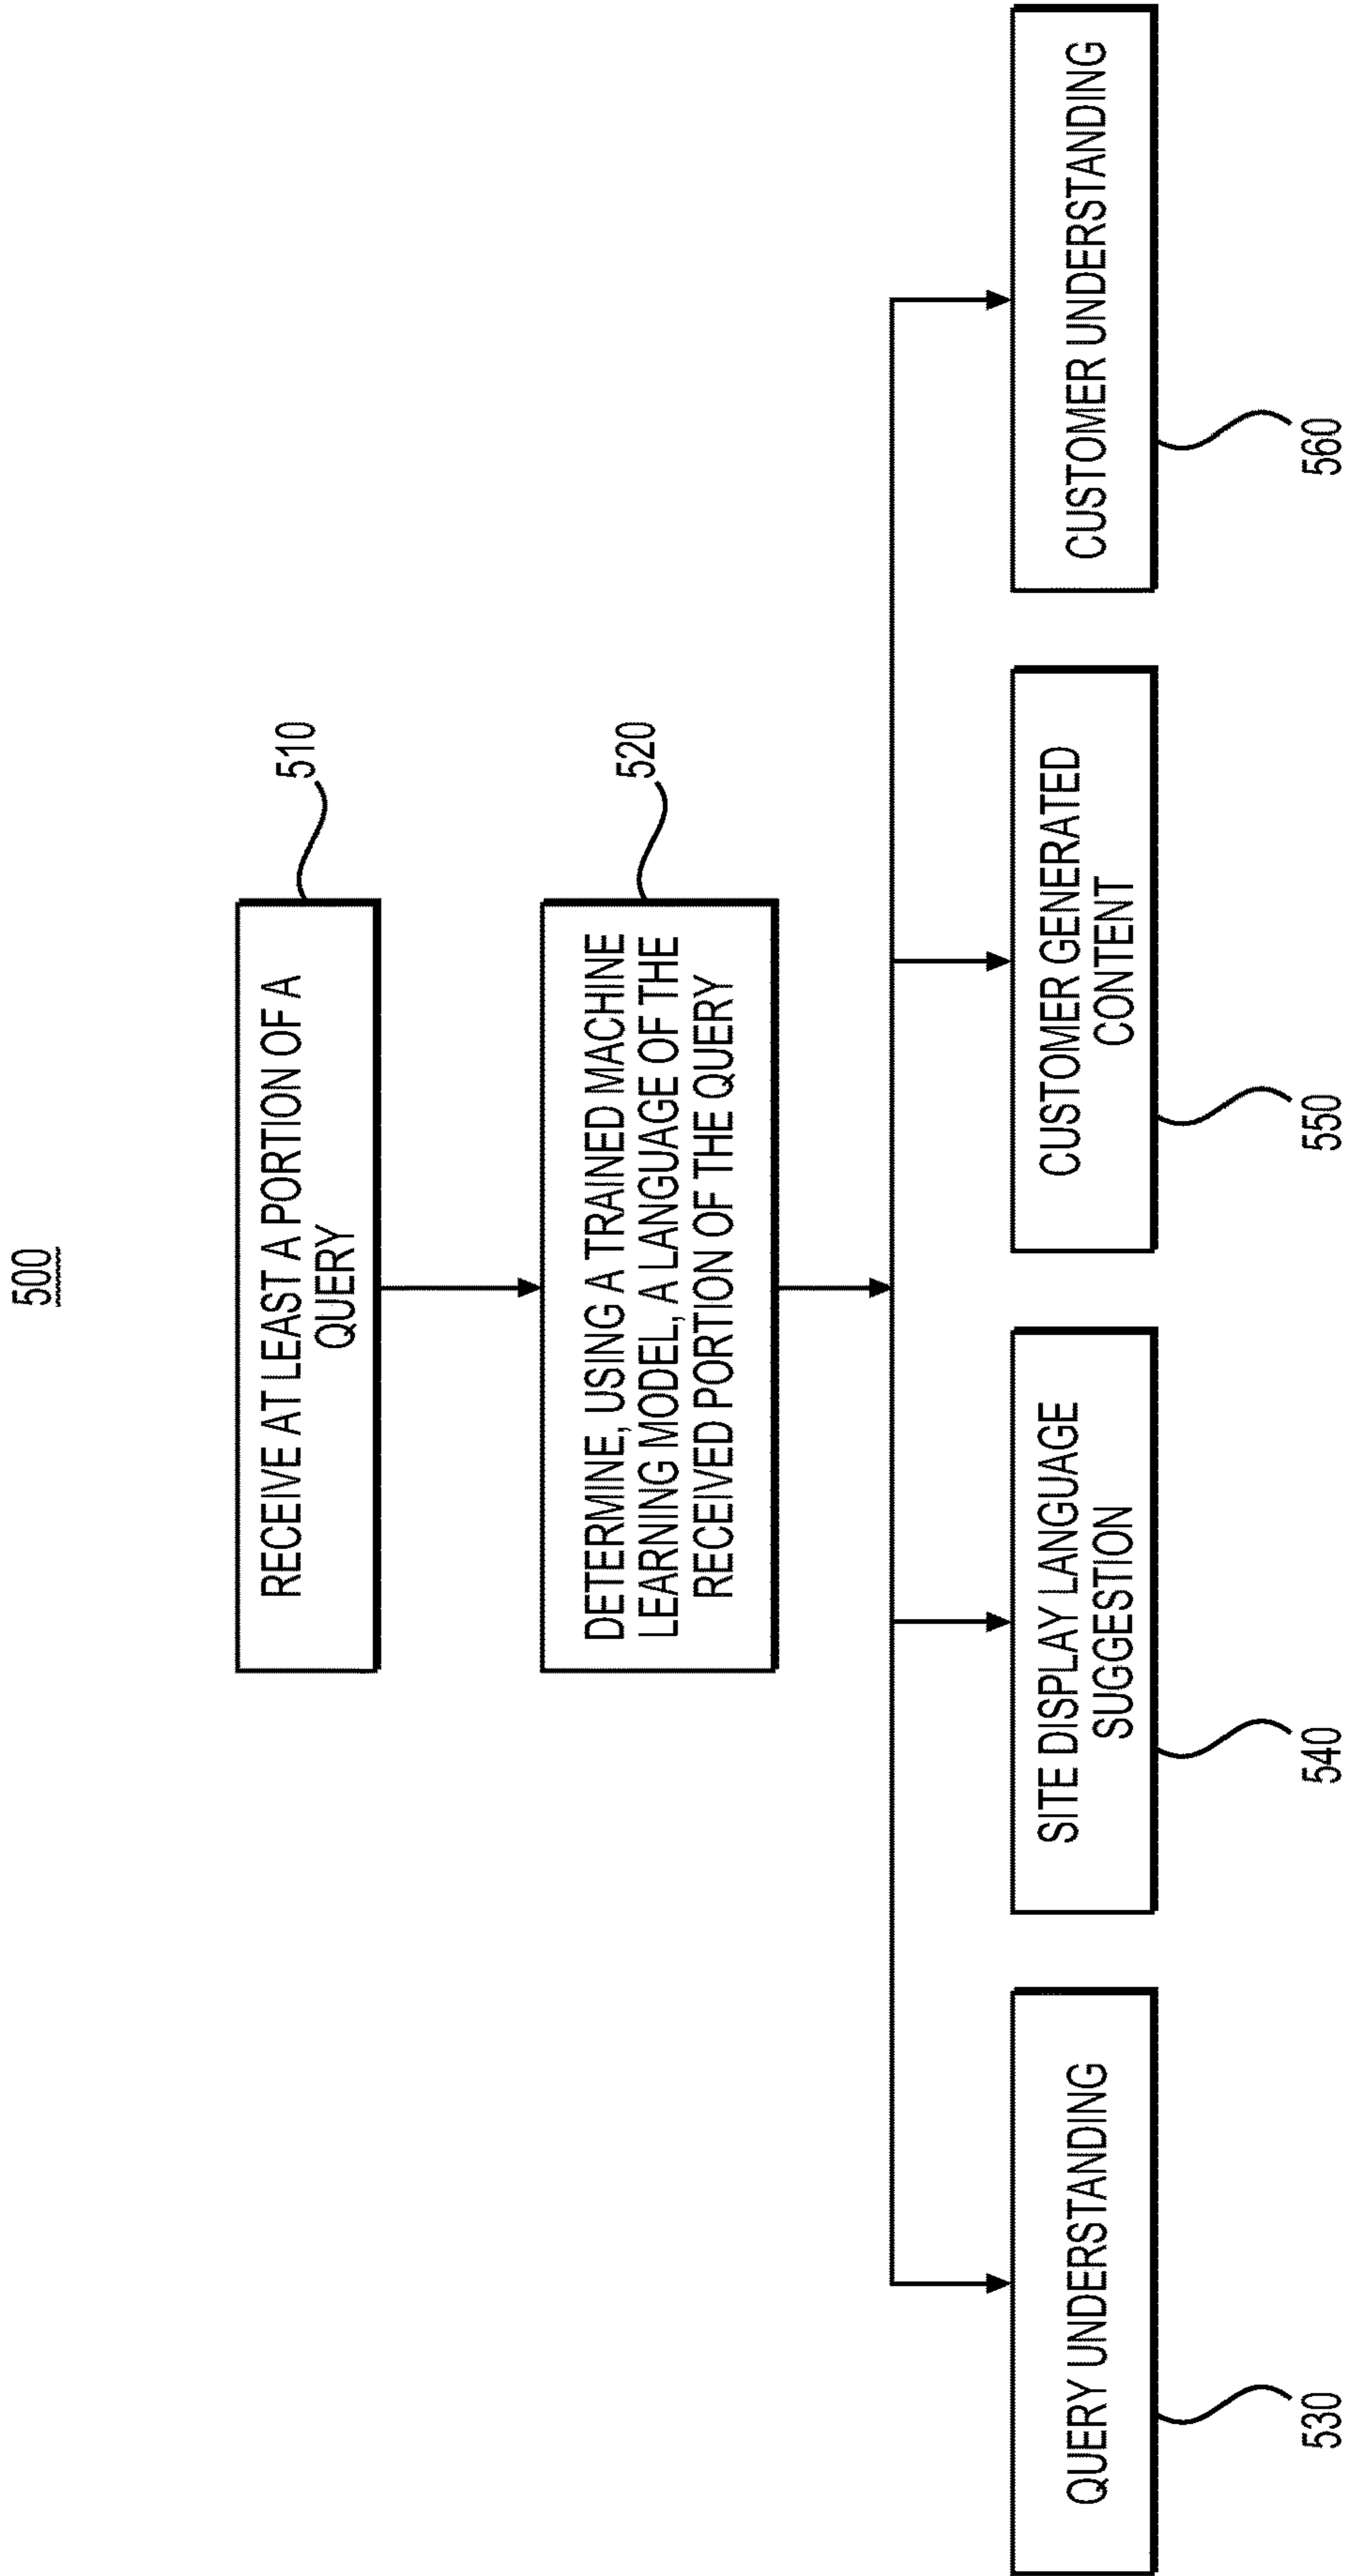 500
RECEIVE AT LEAST A PORTION OF A
QUERY
510
DETERMINE, USING A TRAINED MACHINE
LEARNING MODEL, A LANGUAGE OF THE
RECEIVED PORTION OF THE QUERY
520
QUERY UNDERSTANDING
530
SITE DISPLAY LANGUAGE
SUGGESTION
540
CUSTOMER GENERATED
CONTENT
550
CUSTOMER UNDERSTANDING
560